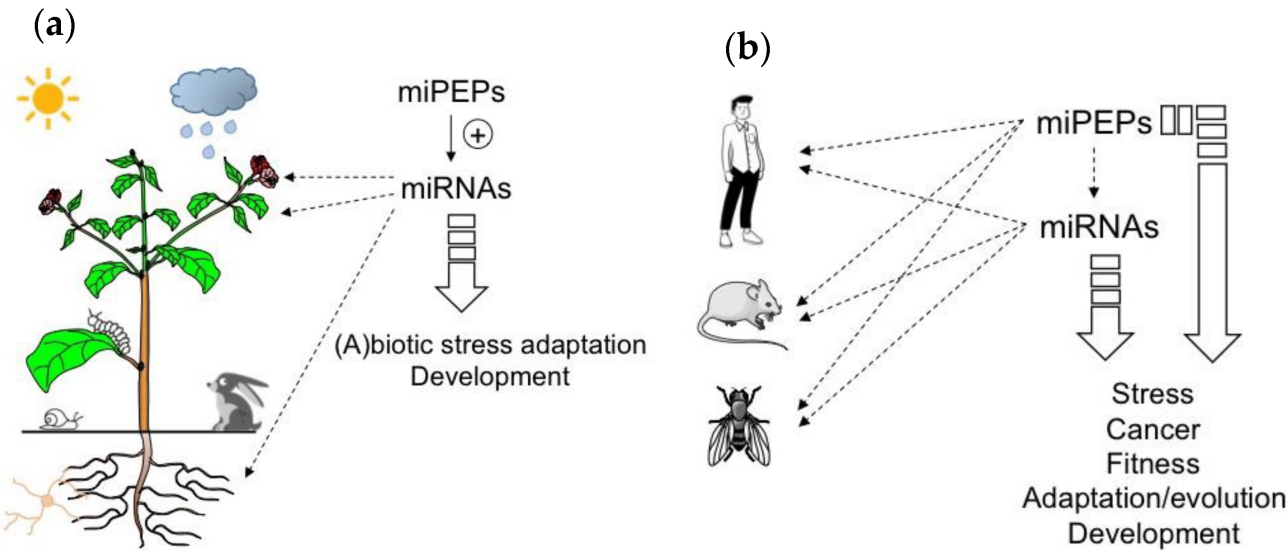 (a)
miPEPs
+
miRNAs
(A)biotic stress adaptation
Development
(b)
miPEPs
miRNAs
Stress
Cancer
Fitness
Adaptation/evolution
Development